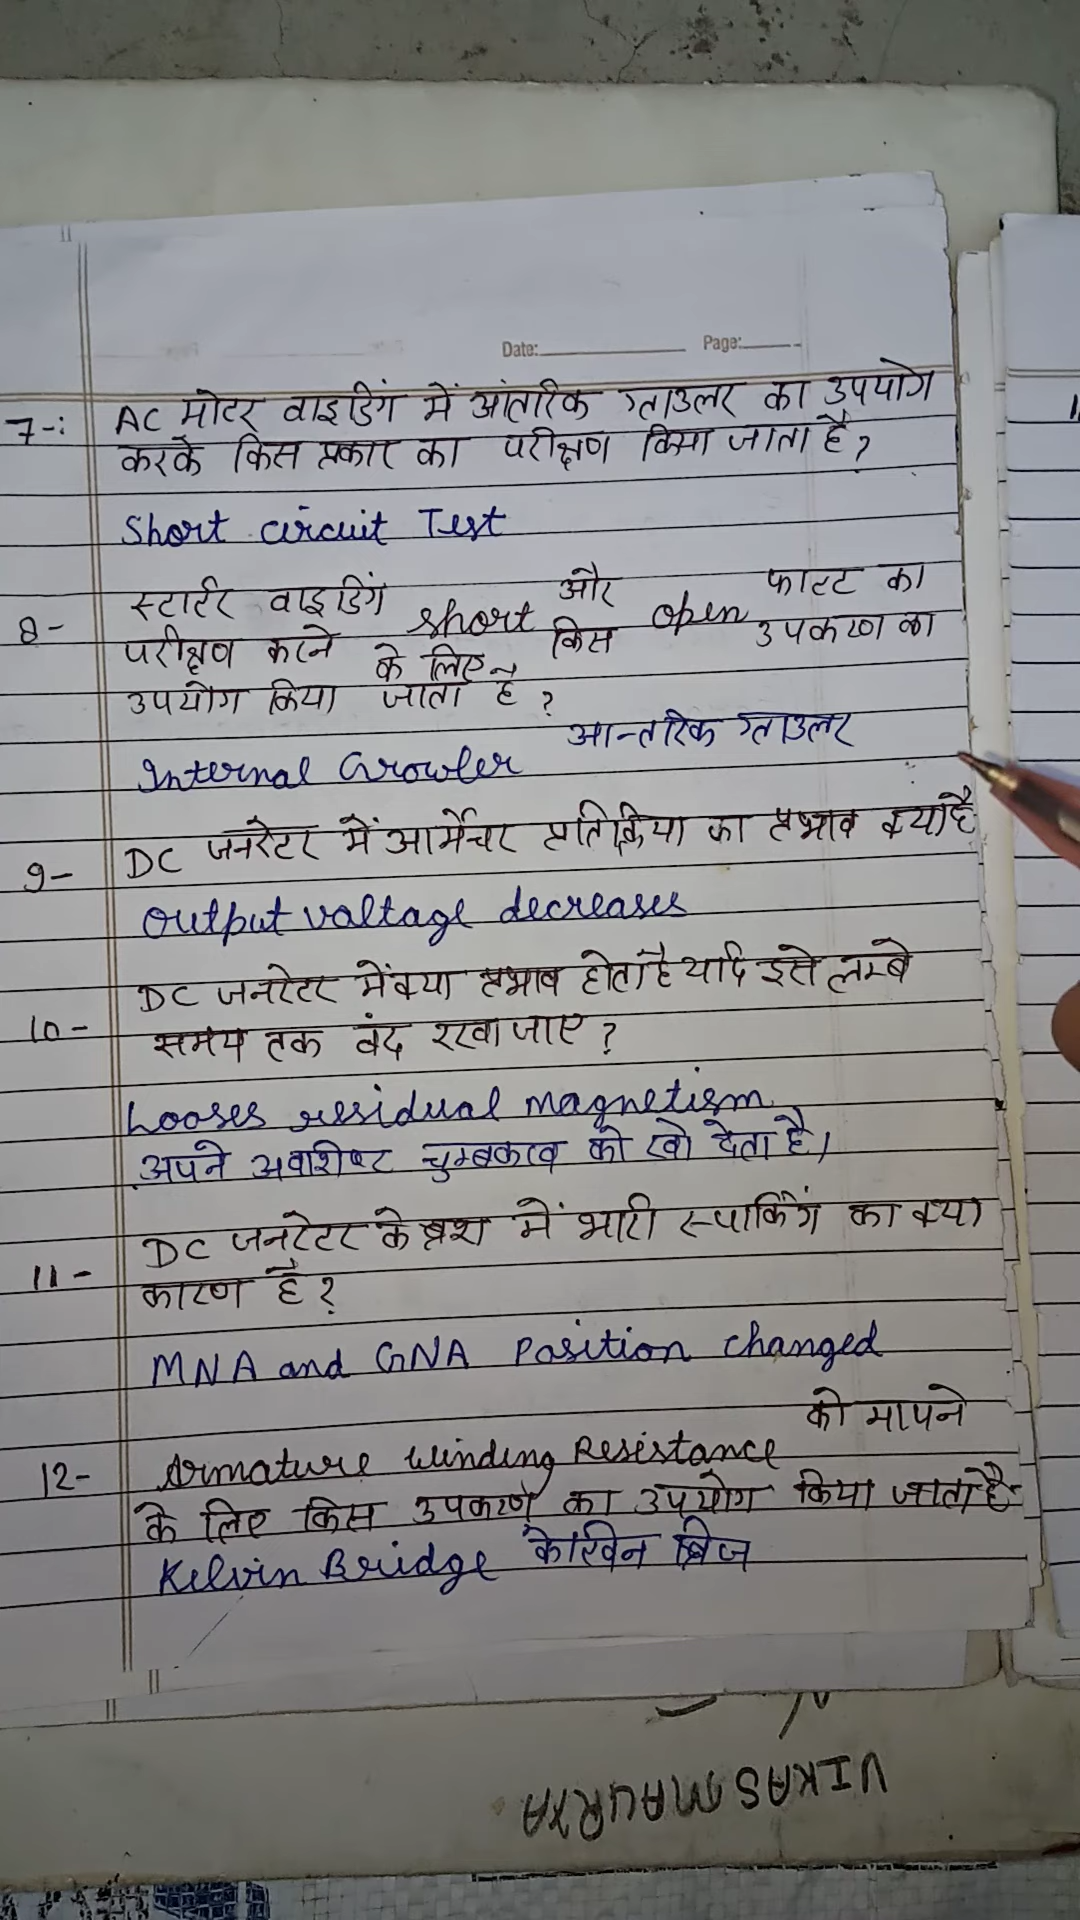 Date: Page:
7-: AC मोटर वाइडिंग में आंतरिक ग्राउलर का उपयोग
करके किस प्रकार का परीक्षण किया जाता है?
Short circuit Test
8- स्टार्टर वाइडिंग short और open फाल्ट का
परीक्षण करने के लिए किस उपकरण का
उपयोग किया जाता है?
Internal Growler आन्तरिक ग्राउलर
9- DC जनरेटर में आर्मेचर प्रतिक्रिया का प्रभाव क्या है
Output voltage decreases
10- DC जनरेटर में क्या प्रभाव होता है यदि इसे लम्बे
समय तक बंद रखा जाए?
Looses residual magnetism
अपने अवशिष्ट चुम्बकत्व को खो देता है।
11- DC जनरेटर के ब्रश में भारी स्पार्किंग का क्या
कारण है?
MNA and GNA Position changed
12- Armature Winding Resistance को मापने
के लिए किस उपकरण का उपयोग किया जाता है-
Kelvin Bridge केल्विन ब्रिज
VIKAS MAURYA